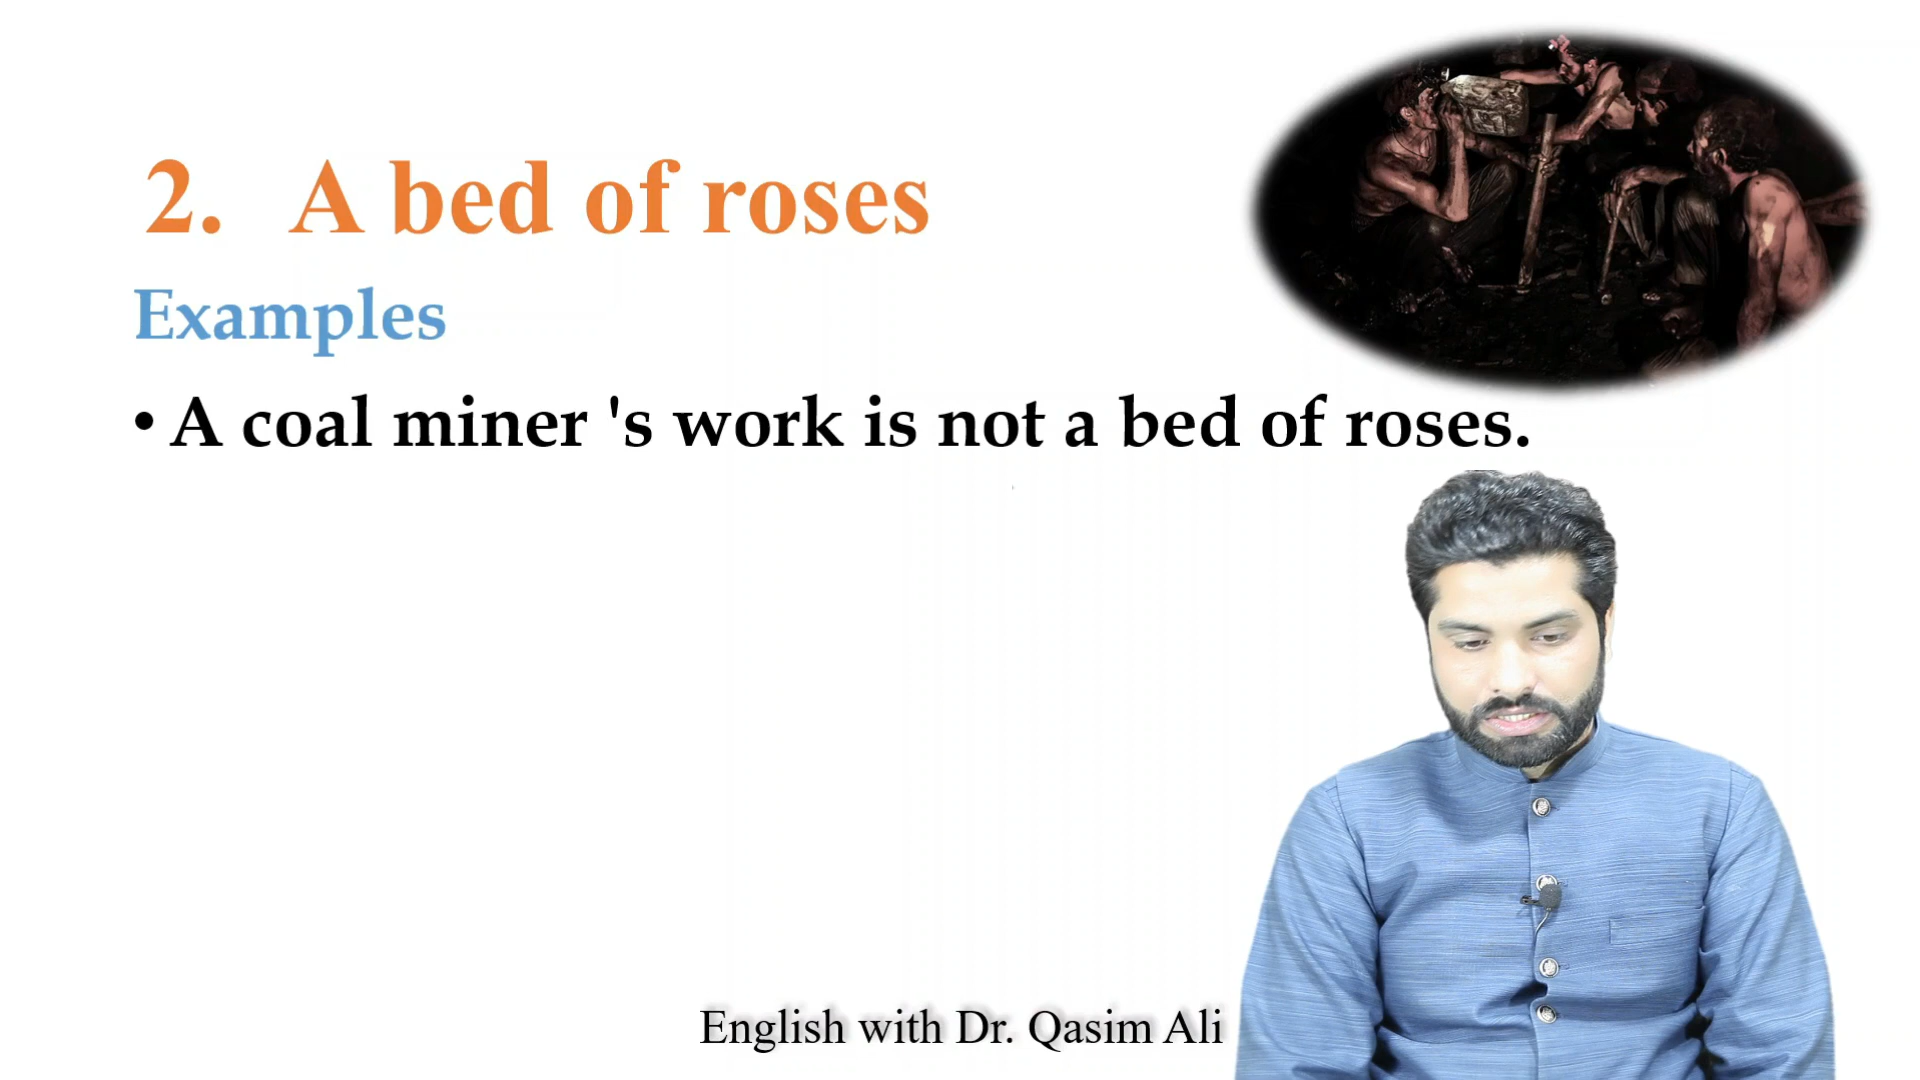 2. A bed of roses
Examples
• A coal miner 's work is not a bed of roses.
English with Dr. Qasim Ali